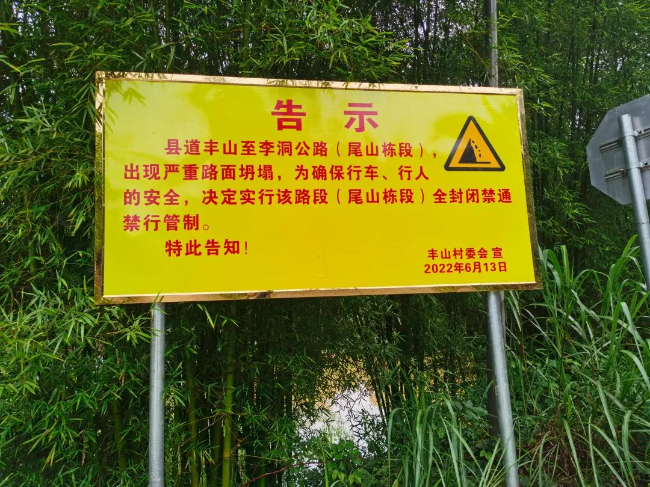 告示
县道丰山至李洞公路（尾山栋段），
出现严重路面坍塌，为确保行车、行人
的安全，决定实行该路段（尾山栋段）全封闭禁通
禁行管制。
特此告知！
丰山村委会 宣
2022年6月13日